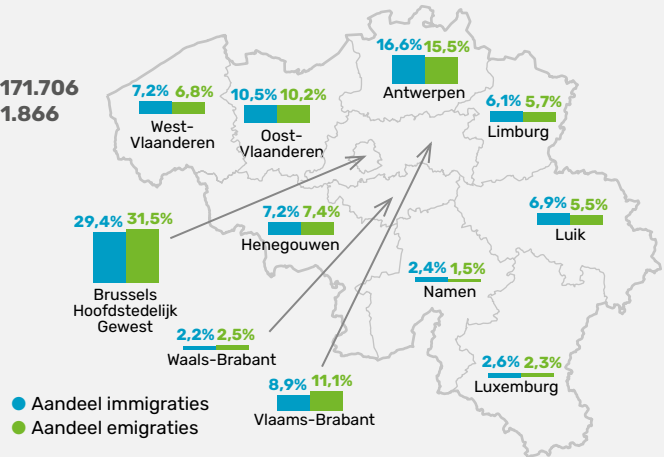 171.706
1.866
16,6% 15,5%
Antwerpen
7,2% 6,8%
West-
Vlaanderen
10,5% 10,2%
Oost-
Vlaanderen
6,1% 5,7%
Limburg
29,4% 31,5%
Brussels
Hoofdstedelijk
Gewest
7,2% 7,4%
Henegouwen
6,9% 5,5%
Luik
2,4% 1,5%
Namen
2,2% 2,5%
Waals-Brabant
8,9% 11,1%
Vlaams-Brabant
2,6% 2,3%
Luxemburg
Aandeel immigraties
Aandeel emigraties